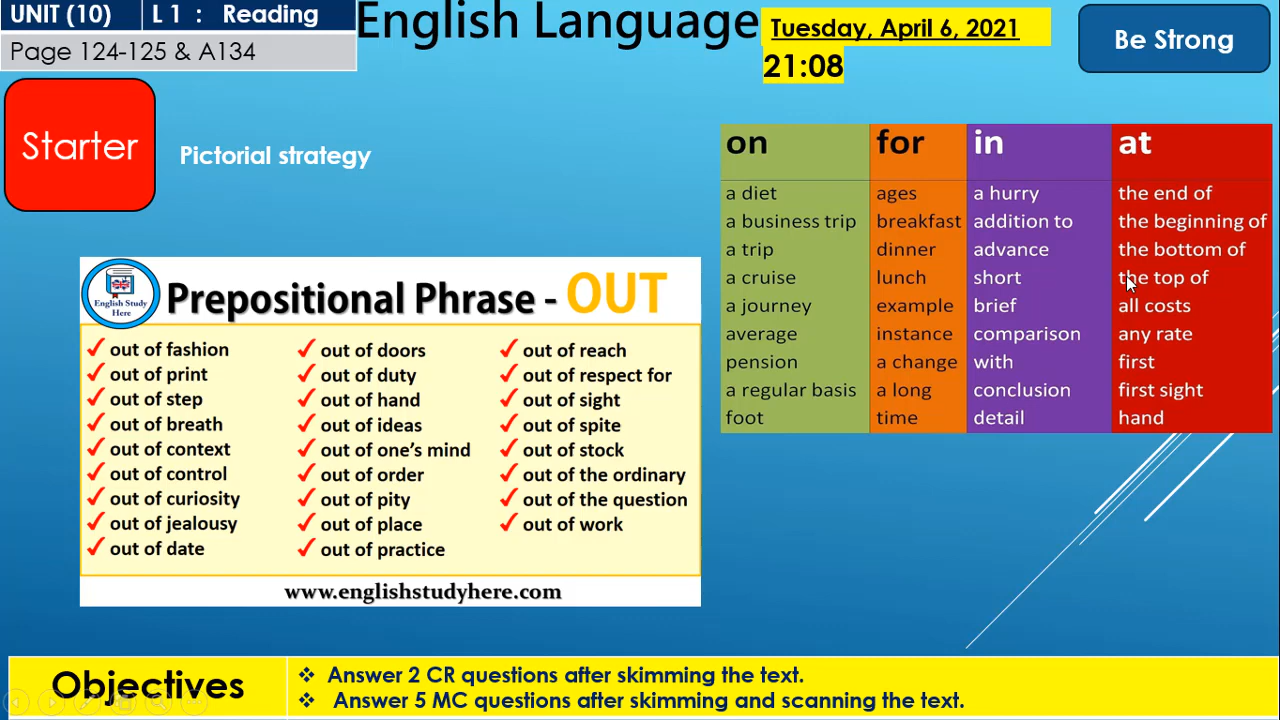 UNIT (10) L 1 : Reading
Page 124-125 & A134
English Language
Tuesday, April 6, 2021
21:08
Be Strong
Starter
Pictorial strategy
on for in at
a diet ages a hurry the end of
a business trip breakfast addition to the beginning of
a trip dinner advance the bottom of
a cruise lunch short the top of
a journey example brief all costs
average instance comparison any rate
pension a change with first
a regular basis a long conclusion first sight
foot time detail hand
English Study
Here
Prepositional Phrase - OUT
out of fashion out of doors out of reach
out of print out of duty out of respect for
out of step out of hand out of sight
out of breath out of ideas out of spite
out of context out of one's mind out of stock
out of control out of order out of the ordinary
out of curiosity out of pity out of the question
out of jealousy out of place out of work
out of date out of practice
www.englishstudyhere.com
Objectives
❖ Answer 2 CR questions after skimming the text.
❖ Answer 5 MC questions after skimming and scanning the text.